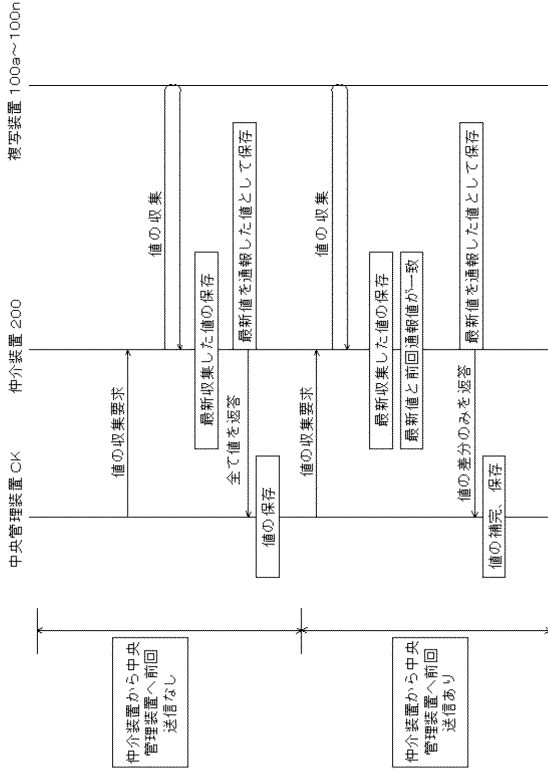 中央管理装置 CK
仲介装置 200
複写装置 100a～100n
仲介装置から中央
管理装置へ前回
送信なし
値の収集要求
値の収集
最新収集した値の保存
最新値を通報した値として保存
全て値を返答
値の保存
仲介装置から中央
管理装置へ前回
送信あり
値の収集要求
値の収集
最新収集した値の保存
最新値と前回通報値が一致
最新値を通報した値として保存
値の差分のみを返答
値の補完、保存